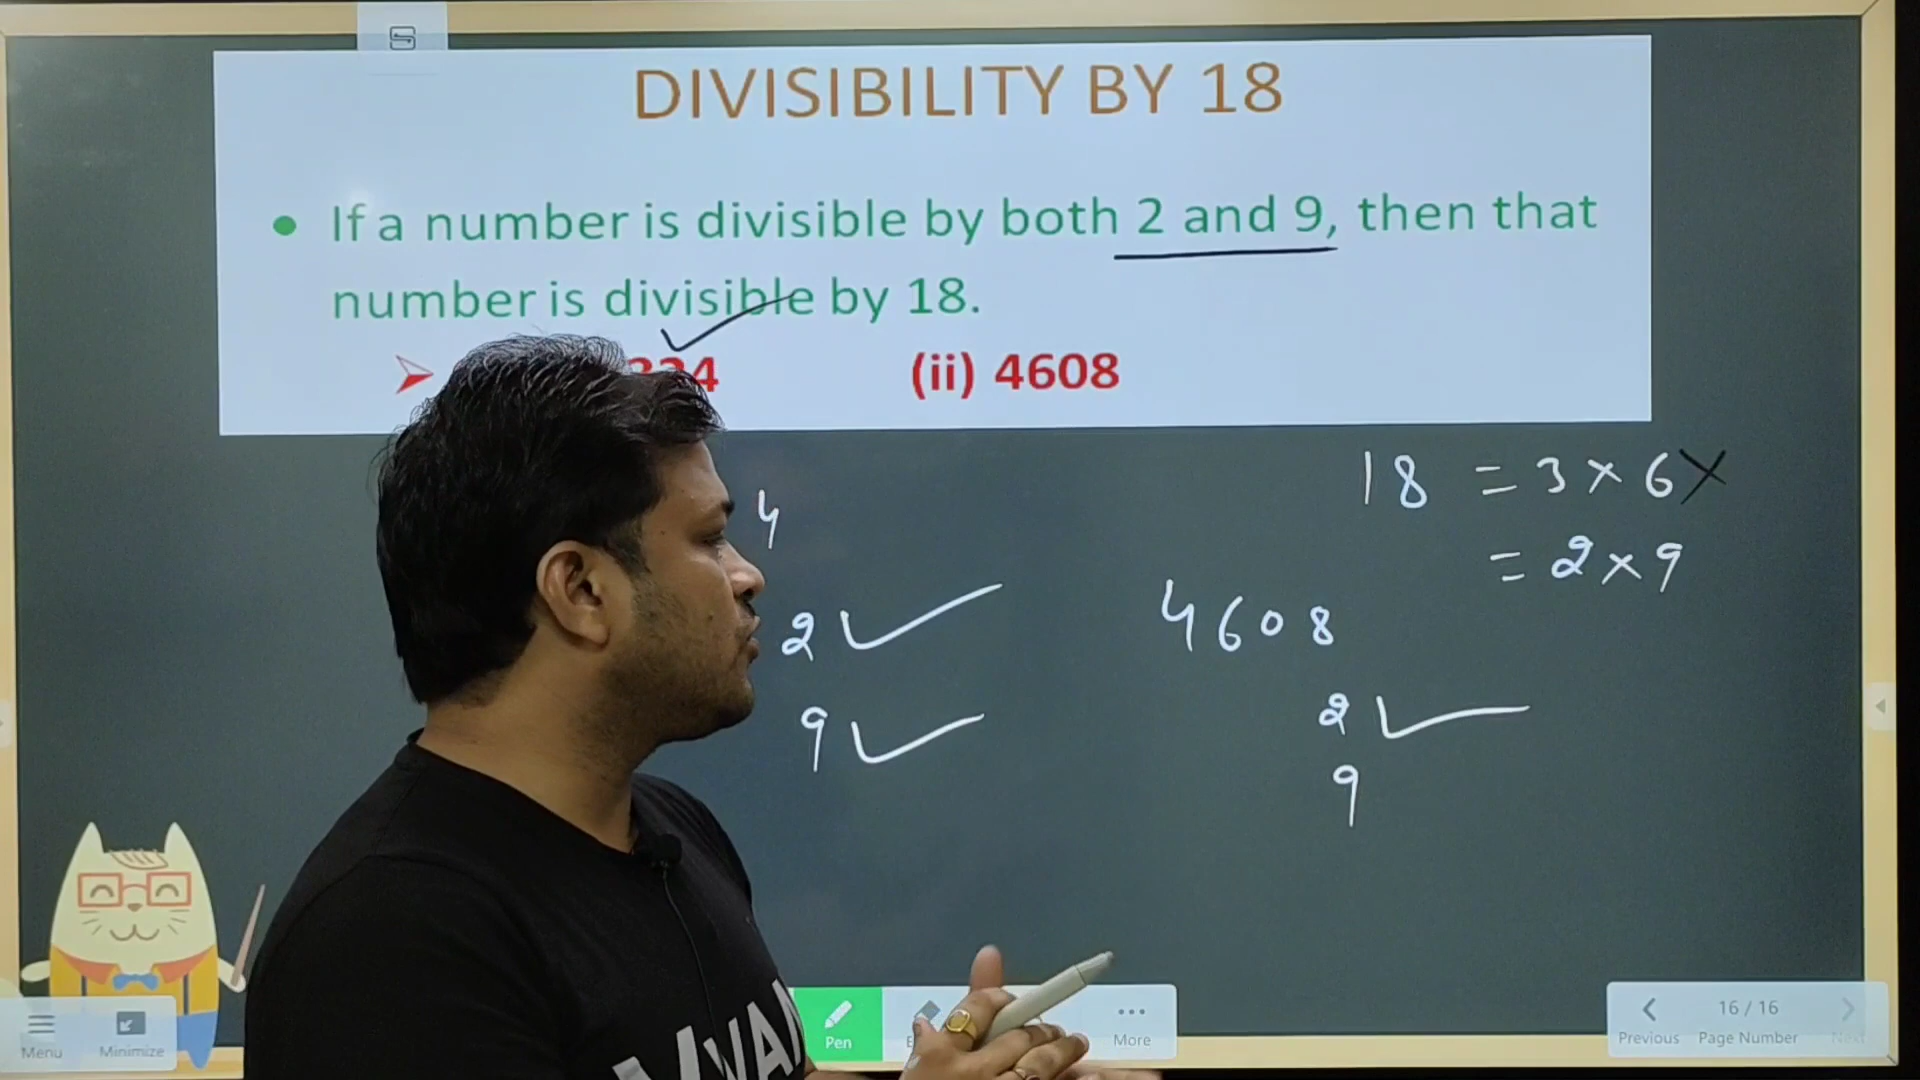 DIVISIBILITY BY 18
• If a number is divisible by both 2 and 9, then that
number is divisible by 18.
(ii) 4608
18 = 3 × 6 ×
= 2 × 9
4
2 ✓
9 ✓
4608
2 ✓
9
Menu
Minimize
Pen
More
Previous
16 / 16
Page Number
Next